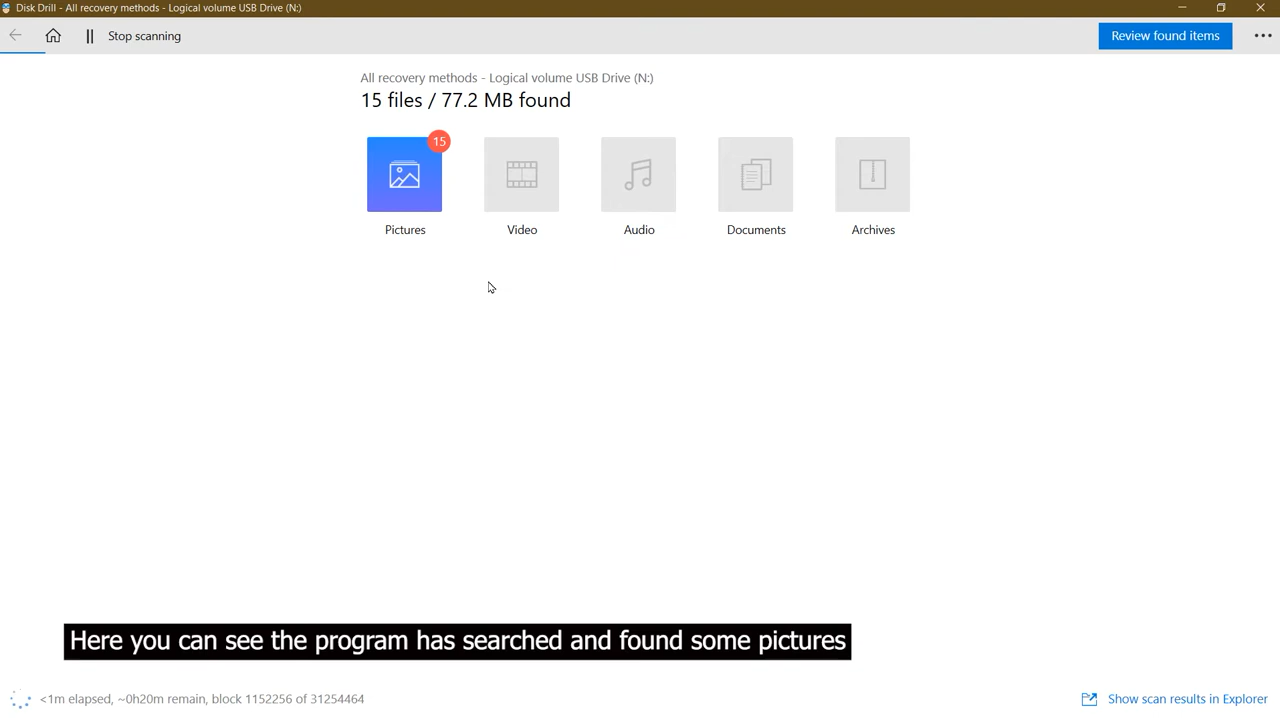 Disk Drill - All recovery methods - Logical volume USB Drive (N:)
Stop scanning
Review found items
All recovery methods - Logical volume USB Drive (N:)
15 files / 77.2 MB found
15
Pictures
Video
Audio
Documents
Archives
Here you can see the program has searched and found some pictures
<1m elapsed, ~0h20m remain, block 1152256 of 31254464
Show scan results in Explorer